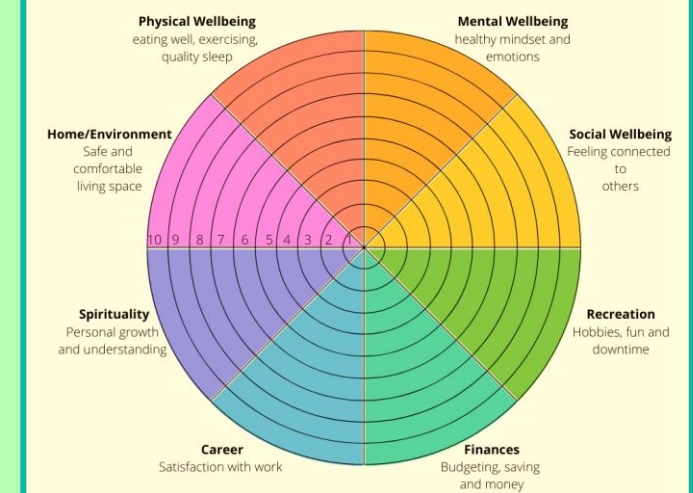 Physical Wellbeing
eating well, exercising,
quality sleep
Mental Wellbeing
healthy mindset and
emotions
Home/Environment
Safe and
comfortable
living space
Social Wellbeing
Feeling connected
to
others
10 9 8 7 6 5 4 3 2 1
Spirituality
Personal growth
and understanding
Recreation
Hobbies, fun and
downtime
Career
Satisfaction with work
Finances
Budgeting, saving
and money